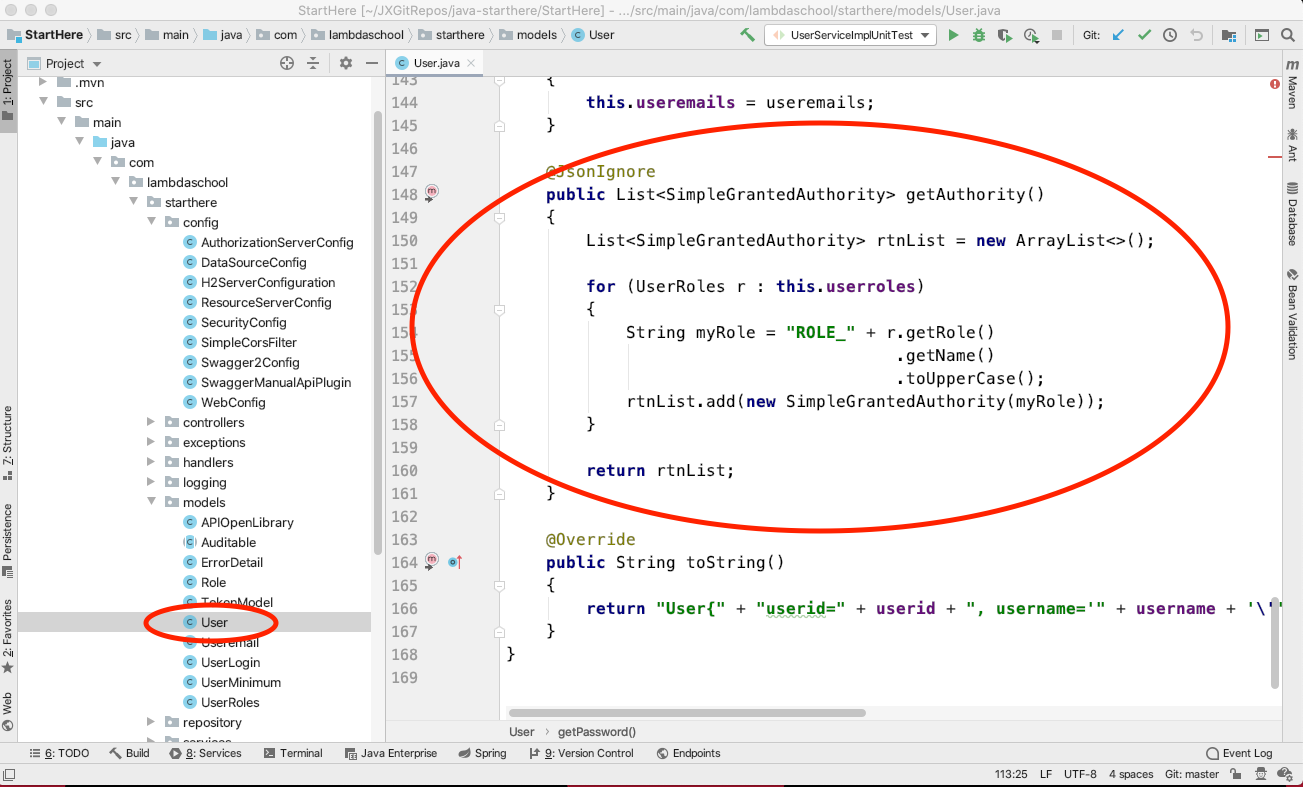 StartHere [~/JXGitRepos/java-starthere/StartHere] - .../src/main/java/com/lambdaschool/starthere/models/User.java
StartHere src main java com lambdaschool starthere models User UserServiceImplUnitTest Git:
1: Project
Z: Structure
Persistence
2: Favorites
Web
Project
.mvn
src
main
java
com
lambdaschool
starthere
config
AuthorizationServerConfig
DataSourceConfig
H2ServerConfiguration
ResourceServerConfig
SecurityConfig
SimpleCorsFilter
Swagger2Config
SwaggerManualApiPlugin
WebConfig
controllers
exceptions
handlers
logging
models
APIOpenLibrary
Auditable
ErrorDetail
Role
TokenModel
User
Useremail
UserLogin
UserMinimum
UserRoles
repository
services
User.java
143 {
144 this.useremails = useremails;
145 }
146
147 @JsonIgnore
148 public List<SimpleGrantedAuthority> getAuthority()
149 {
150 List<SimpleGrantedAuthority> rtnList = new ArrayList<>();
151
152 for (UserRoles r : this.userroles)
153 {
154 String myRole = "ROLE_" + r.getRole()
155 .getName()
156 .toUpperCase();
157 rtnList.add(new SimpleGrantedAuthority(myRole));
158 }
159
160 return rtnList;
161 }
162
163 @Override
164 public String toString()
165 {
166 return "User{" + "userid=" + userid + ", username='" + username + '\'"
167 }
168 }
169
User getPassword()
Maven
Ant
Database
Bean Validation
6: TODO Build 8: Services Terminal Java Enterprise Spring 9: Version Control Endpoints Event Log
113:25 LF UTF-8 4 spaces Git: master